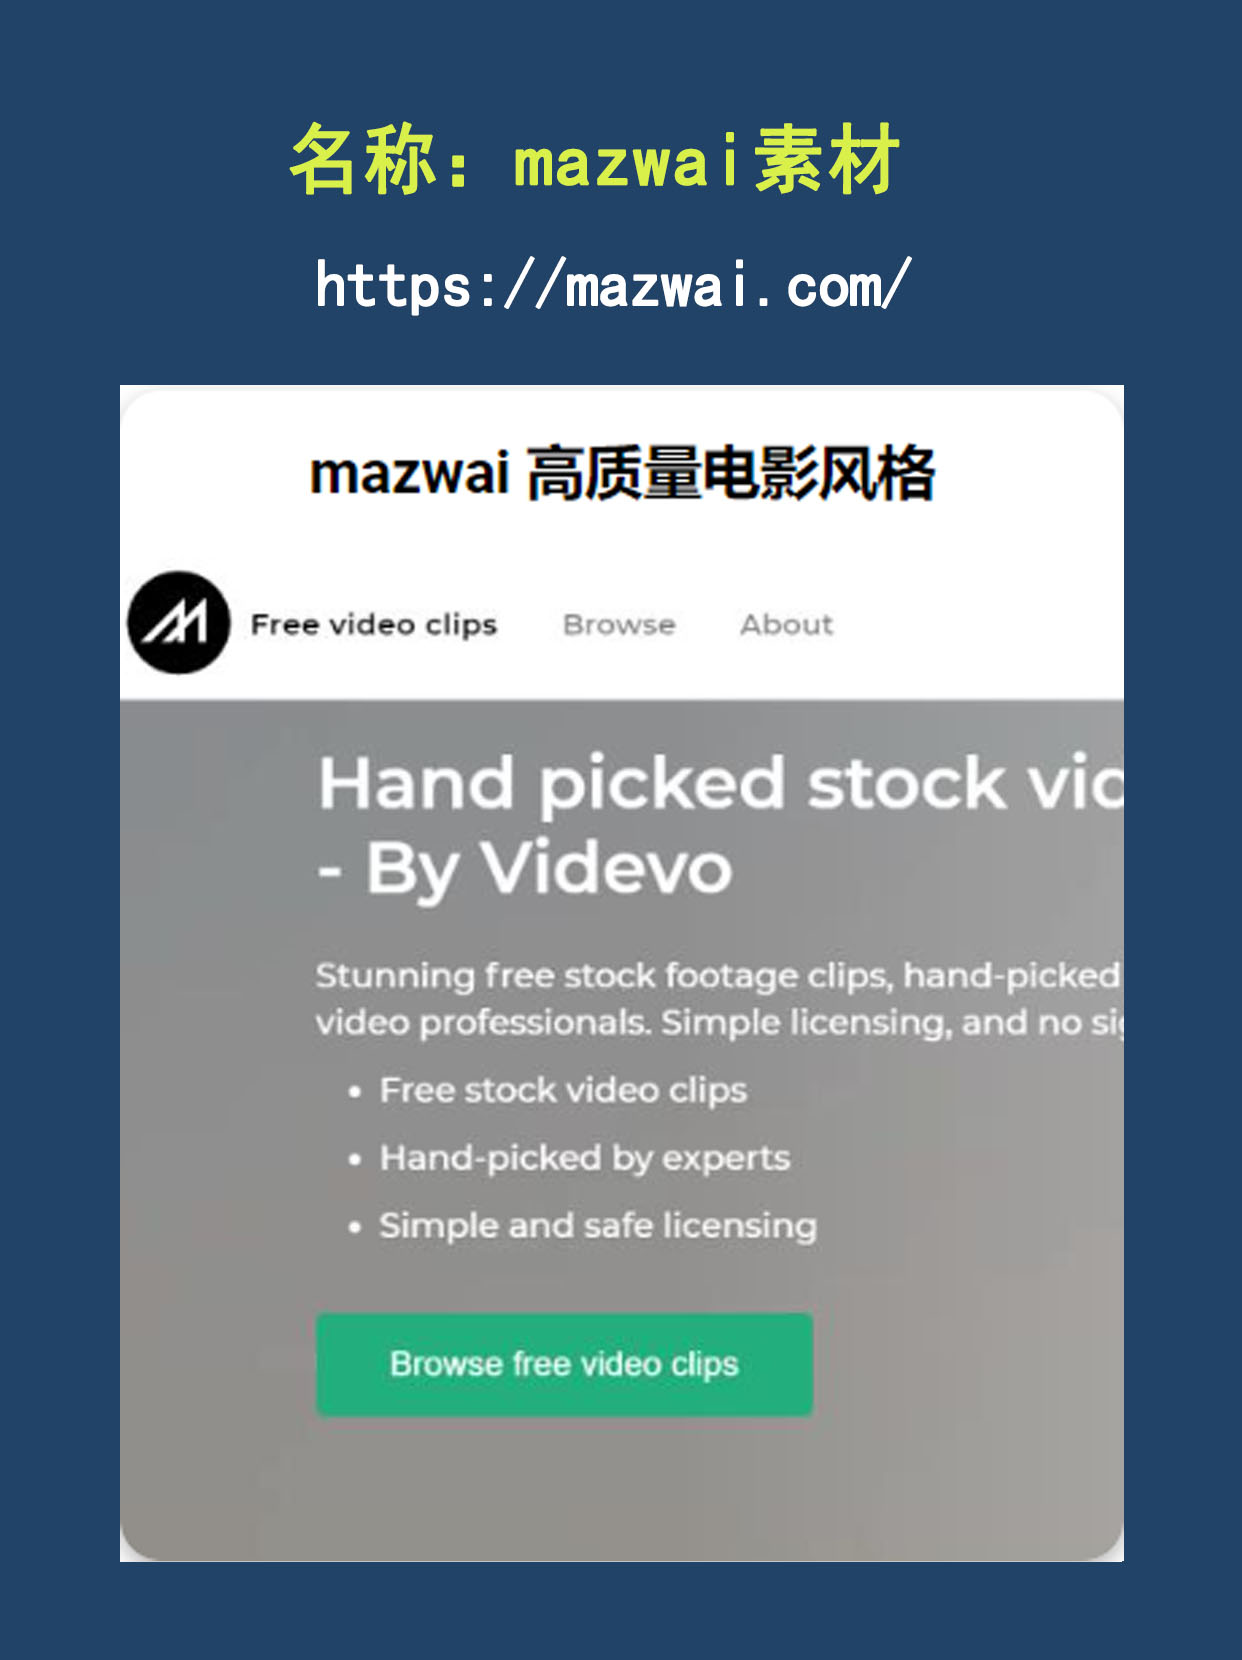 名称：mazwai素材
https://mazwai.com/
mazwai 高质量电影风格
Free video clips Browse About
Hand picked stock
- By Videvo
Stunning free stock footage clips, hand-picked
video professionals. Simple licensing, and no
• Free stock video clips
• Hand-picked by experts
• Simple and safe licensing
Browse free video clips